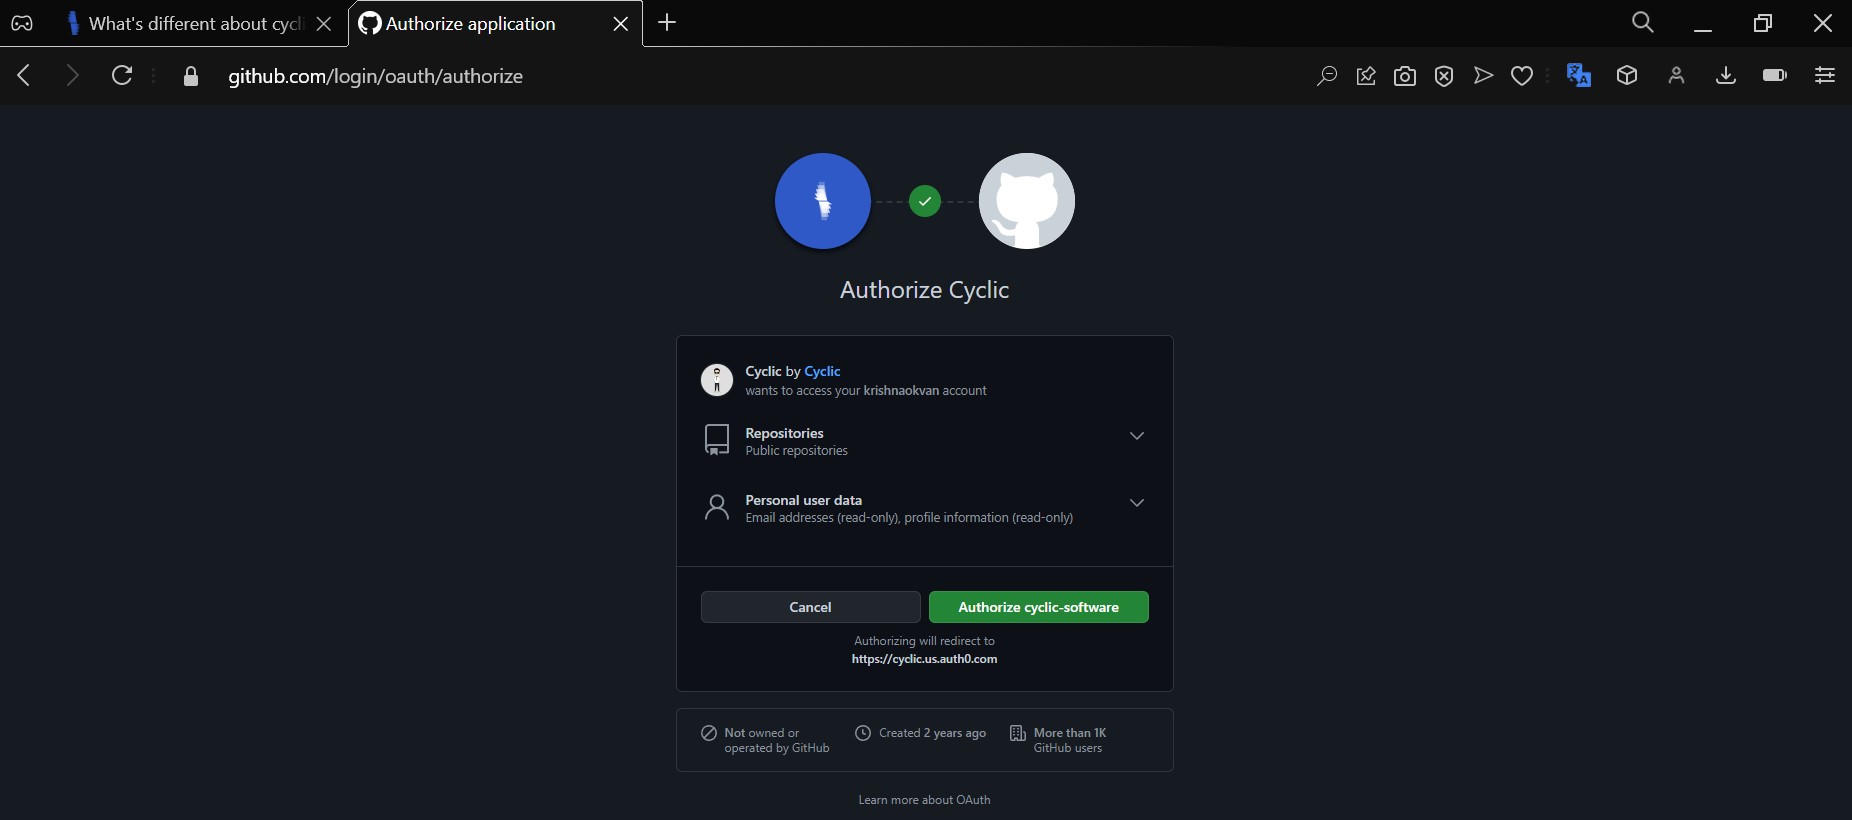 What's different about cycli
Authorize application
github.com/login/oauth/authorize
Authorize Cyclic
Cyclic by Cyclic
wants to access your krishnaokvan account
Repositories
Public repositories
Personal user data
Email addresses (read-only), profile information (read-only)
Cancel
Authorize cyclic-software
Authorizing will redirect to
https://cyclic.us.auth0.com
Not owned or
operated by GitHub
Created 2 years ago
More than 1K
GitHub users
Learn more about OAuth